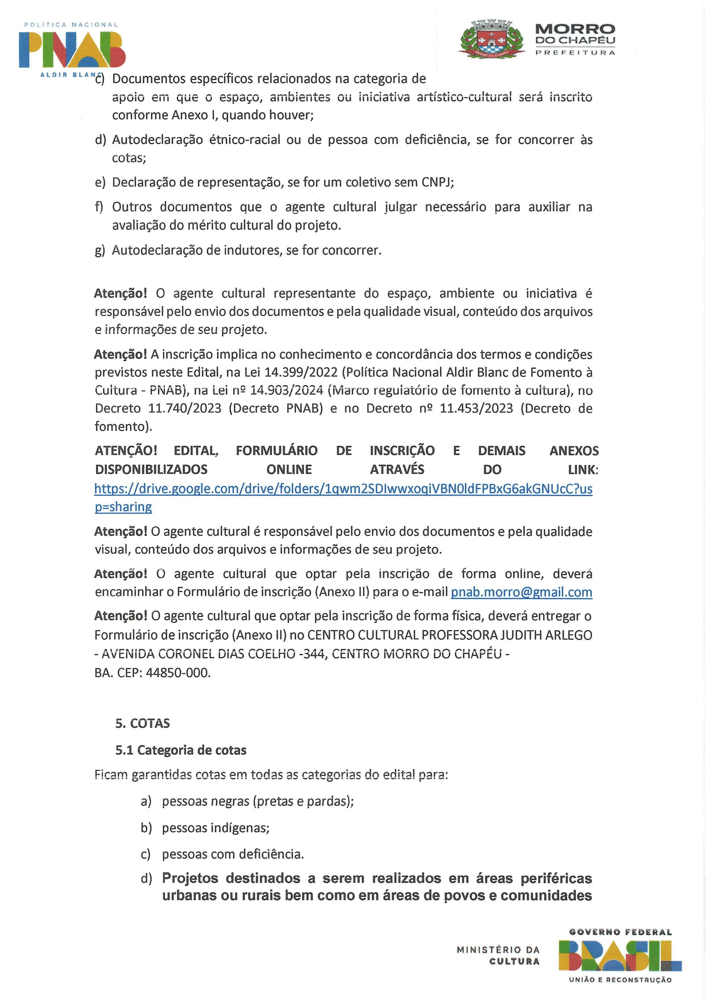 POLÍTICA NACIONAL
PNAB
ALDIR BLANC
MORRO
DO CHAPÉU
PREFEITURA
MORRO DO CHAPÉU
c) Documentos específicos relacionados na categoria de
apoio em que o espaço, ambientes ou iniciativa artístico-cultural será inscrito
conforme Anexo I, quando houver;
d) Autodeclaração étnico-racial ou de pessoa com deficiência, se for concorrer às
cotas;
e) Declaração de representação, se for um coletivo sem CNPJ;
f) Outros documentos que o agente cultural julgar necessário para auxiliar na
avaliação do mérito cultural do projeto.
g) Autodeclaração de indutores, se for concorrer.
Atenção! O agente cultural representante do espaço, ambiente ou iniciativa é
responsável pelo envio dos documentos e pela qualidade visual, conteúdo dos arquivos
e informações de seu projeto.
Atenção! A inscrição implica no conhecimento e concordância dos termos e condições
previstos neste Edital, na Lei 14.399/2022 (Política Nacional Aldir Blanc de Fomento à
Cultura - PNAB), na Lei nº 14.903/2024 (Marco regulatório de fomento à cultura), no
Decreto 11.740/2023 (Decreto PNAB) e no Decreto nº 11.453/2023 (Decreto de
fomento).
ATENÇÃO! EDITAL, FORMULÁRIO DE INSCRIÇÃO E DEMAIS ANEXOS
DISPONIBILIZADOS ONLINE ATRAVÉS DO LINK:
https://drive.google.com/drive/folders/1qwm2SDIwwxoqiVBN0ldFPBxG6akGNUcC?us
p=sharing
Atenção! O agente cultural é responsável pelo envio dos documentos e pela qualidade
visual, conteúdo dos arquivos e informações de seu projeto.
Atenção! O agente cultural que optar pela inscrição de forma online, deverá
encaminhar o Formulário de inscrição (Anexo II) para o e-mail pnab.morro@gmail.com
Atenção! O agente cultural que optar pela inscrição de forma física, deverá entregar o
Formulário de inscrição (Anexo II) no CENTRO CULTURAL PROFESSORA JUDITH ARLEGO
- AVENIDA CORONEL DIAS COELHO -344, CENTRO MORRO DO CHAPÉU -
BA. CEP: 44850-000.
5. COTAS
5.1 Categoria de cotas
Ficam garantidas cotas em todas as categorias do edital para:
a) pessoas negras (pretas e pardas);
b) pessoas indígenas;
c) pessoas com deficiência.
d) Projetos destinados a serem realizados em áreas periféricas
urbanas ou rurais bem como em áreas de povos e comunidades
MINISTÉRIO DA
CULTURA
GOVERNO FEDERAL
BRASIL
UNIÃO E RECONSTRUÇÃO